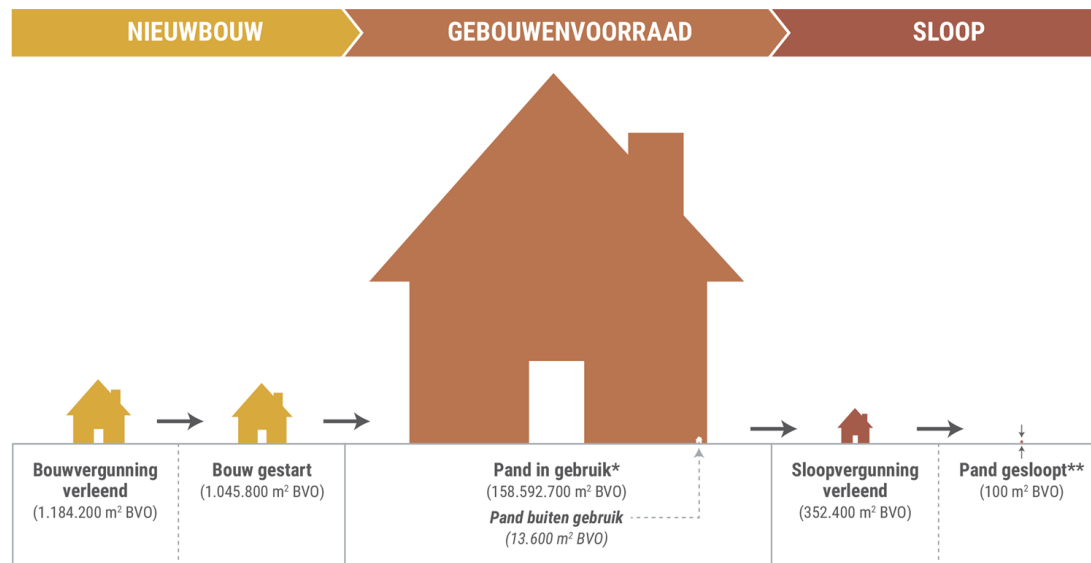 NIEUWBOUW
GEBOUWENVOORRAAD
SLOOP
Bouwvergunning
verleend
(1.184.200 m² BVO)
Bouw gestart
(1.045.800 m² BVO)
Pand in gebruik*
(158.592.700 m² BVO)
Pand buiten gebruik
(13.600 m² BVO)
Sloopvergunning
verleend
(352.400 m² BVO)
Pand gesloopt**
(100 m² BVO)